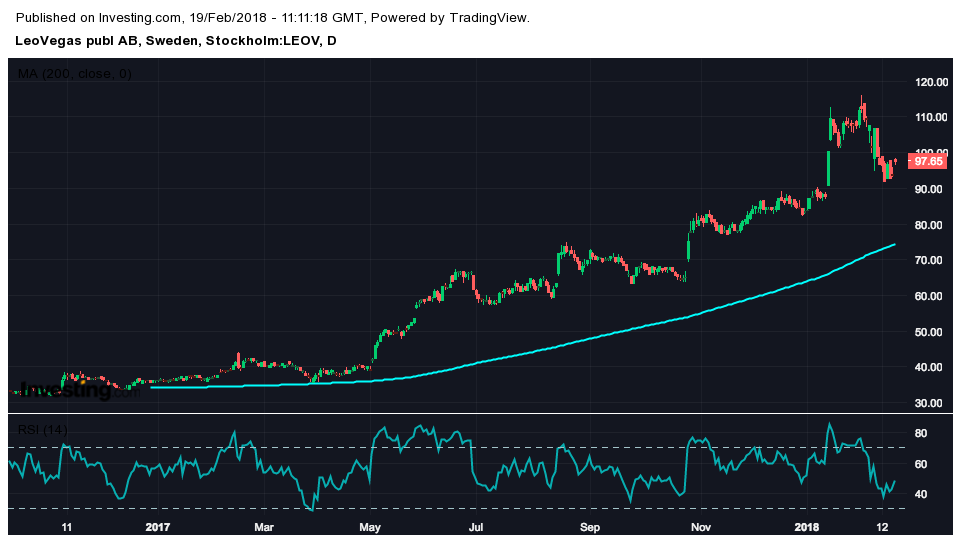 Published on Investing.com, 19/Feb/2018 - 11:11:18 GMT, Powered by TradingView.
LeoVegas publ AB, Sweden, Stockholm:LEOV, D
MA (200, close, 0)
120.00
110.00
100.00
97.65
90.00
80.00
70.00
60.00
50.00
40.00
30.00
Investing.com
RSI (14)
80
60
40
11 2017 Mar May Jul Sep Nov 2018 12